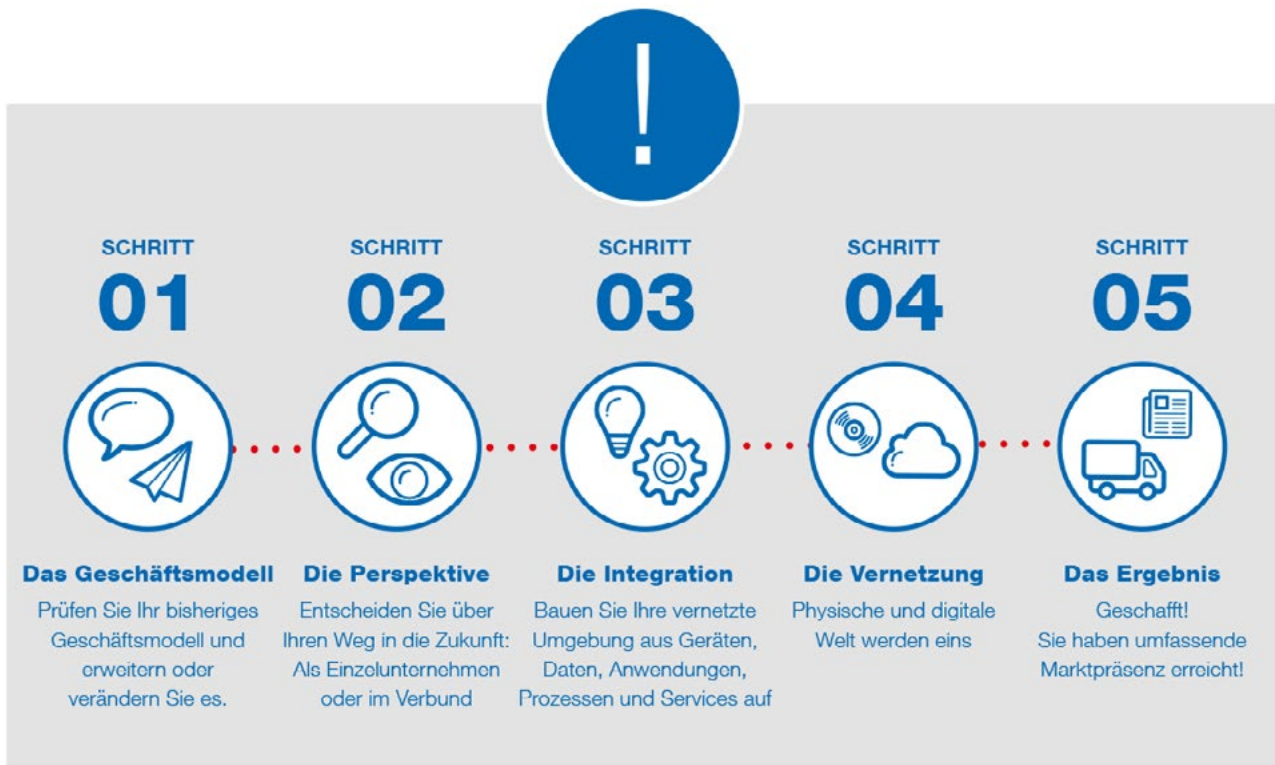 !
SCHRITT
01
Das Geschäftsmodell
Prüfen Sie Ihr bisheriges
Geschäftsmodell und
erweitern oder
verändern Sie es.
SCHRITT
02
Die Perspektive
Entscheiden Sie über
Ihren Weg in die Zukunft:
Als Einzelunternehmen
oder im Verbund
SCHRITT
03
Die Integration
Bauen Sie Ihre vernetzte
Umgebung aus Geräten,
Daten, Anwendungen,
Prozessen und Services auf
SCHRITT
04
Die Vernetzung
Physische und digitale
Welt werden eins
SCHRITT
05
Das Ergebnis
Geschafft!
Sie haben umfassende
Marktpräsenz erreicht!